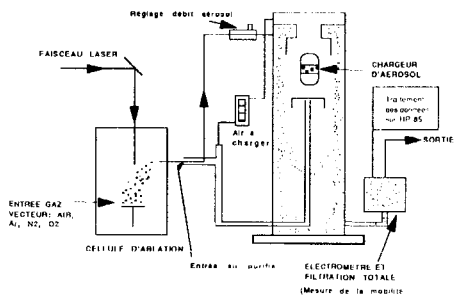 Réglage débit aérosol
FAISCEAU LASER
CHARGEUR
D'AEROSOL
Traitement
des données
sur HP 85
Air à
charger
SORTIE
ENTREE GAZ
VECTEUR: AIR,
Ar, N2, O2
CELLULE D'ABLATION
Entrée air purifié
ELECTROMETRE ET
FILTRATION TOTALE
(Mesure de la mobilité